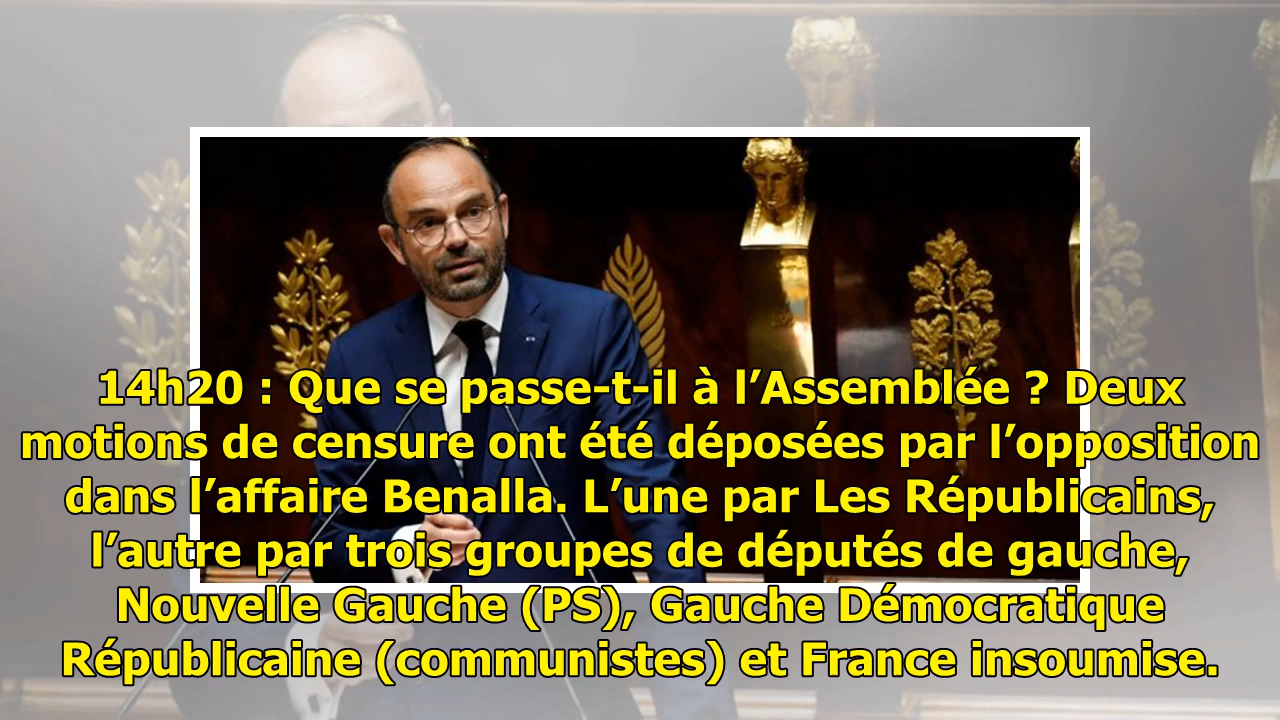 14h20 : Que se passe-t-il à l’Assemblée ? Deux
motions de censure ont été déposées par l’opposition
dans l’affaire Benalla. L’une par Les Républicains,
l’autre par trois groupes de députés de gauche,
Nouvelle Gauche (PS), Gauche Démocratique
Républicaine (communistes) et France insoumise.